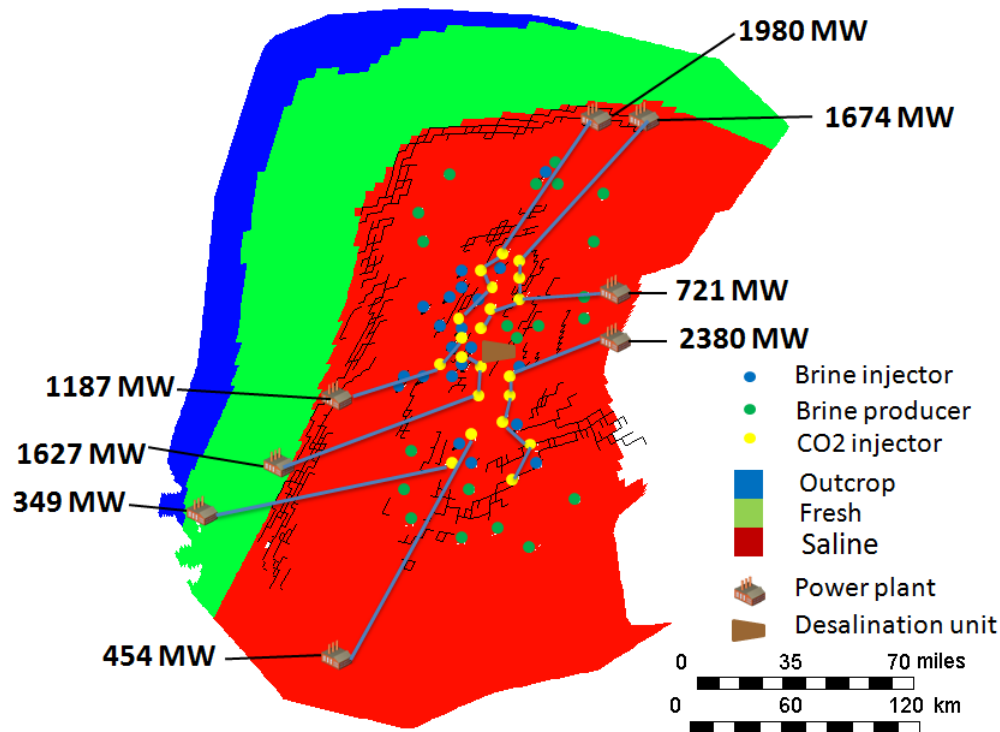 1980 MW
1674 MW
721 MW
2380 MW
1187 MW
1627 MW
349 MW
454 MW
Brine injector
Brine producer
CO2 injector
Outcrop
Fresh
Saline
Power plant
Desalination unit
0 35 70 miles
0 60 120 km